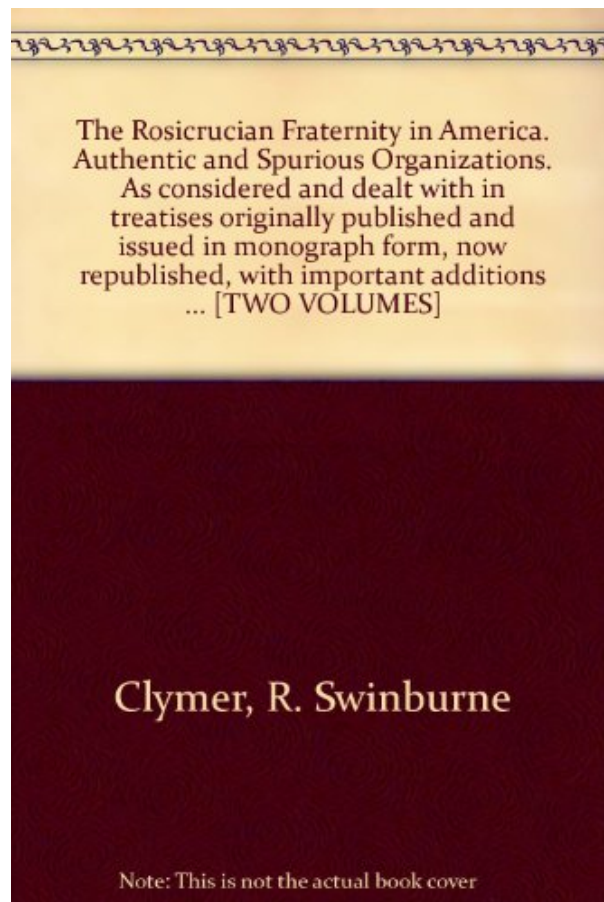 The Rosicrucian Fraternity in America.
Authentic and Spurious Organizations.
As considered and dealt with in
treatises originally published and
issued in monograph form, now
republished, with important additions
... [TWO VOLUMES]
Clymer, R. Swinburne
Note: This is not the actual book cover